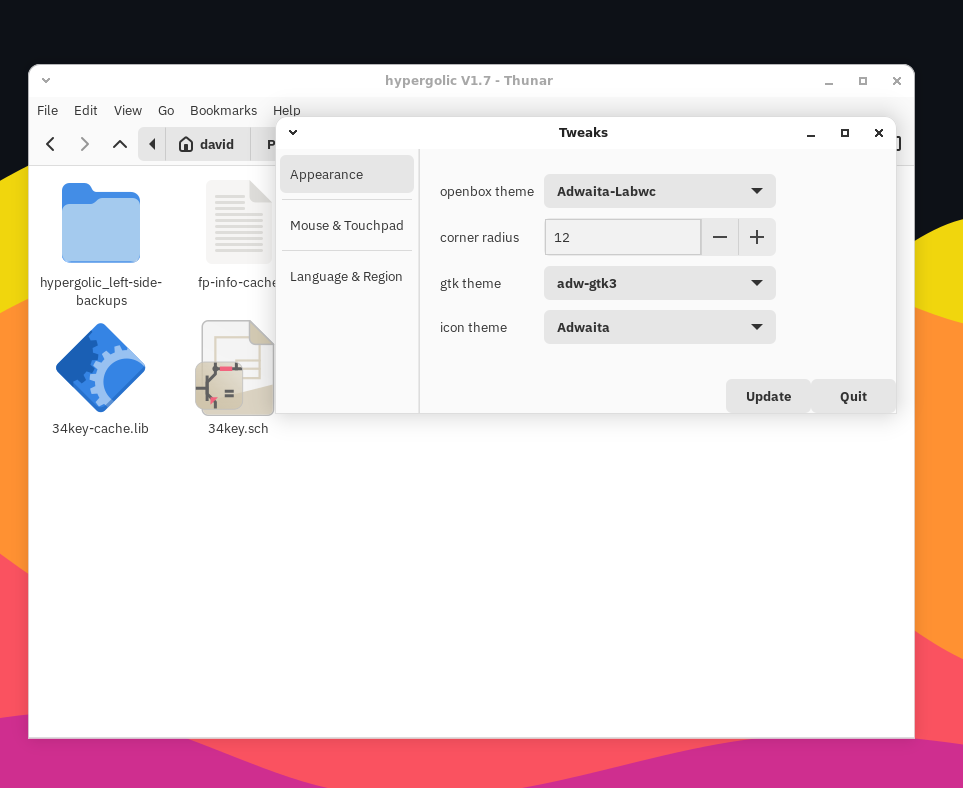 hypergolic V1.7 - Thunar
File Edit View Go Bookmarks Help
david
P
hypergolic_left-side-
backups
fp-info-cache
34key-cache.lib
34key.sch
Tweaks
Appearance
Mouse & Touchpad
Language & Region
openbox theme Adwaita-Labwc
corner radius 12
gtk theme adw-gtk3
icon theme Adwaita
Update Quit